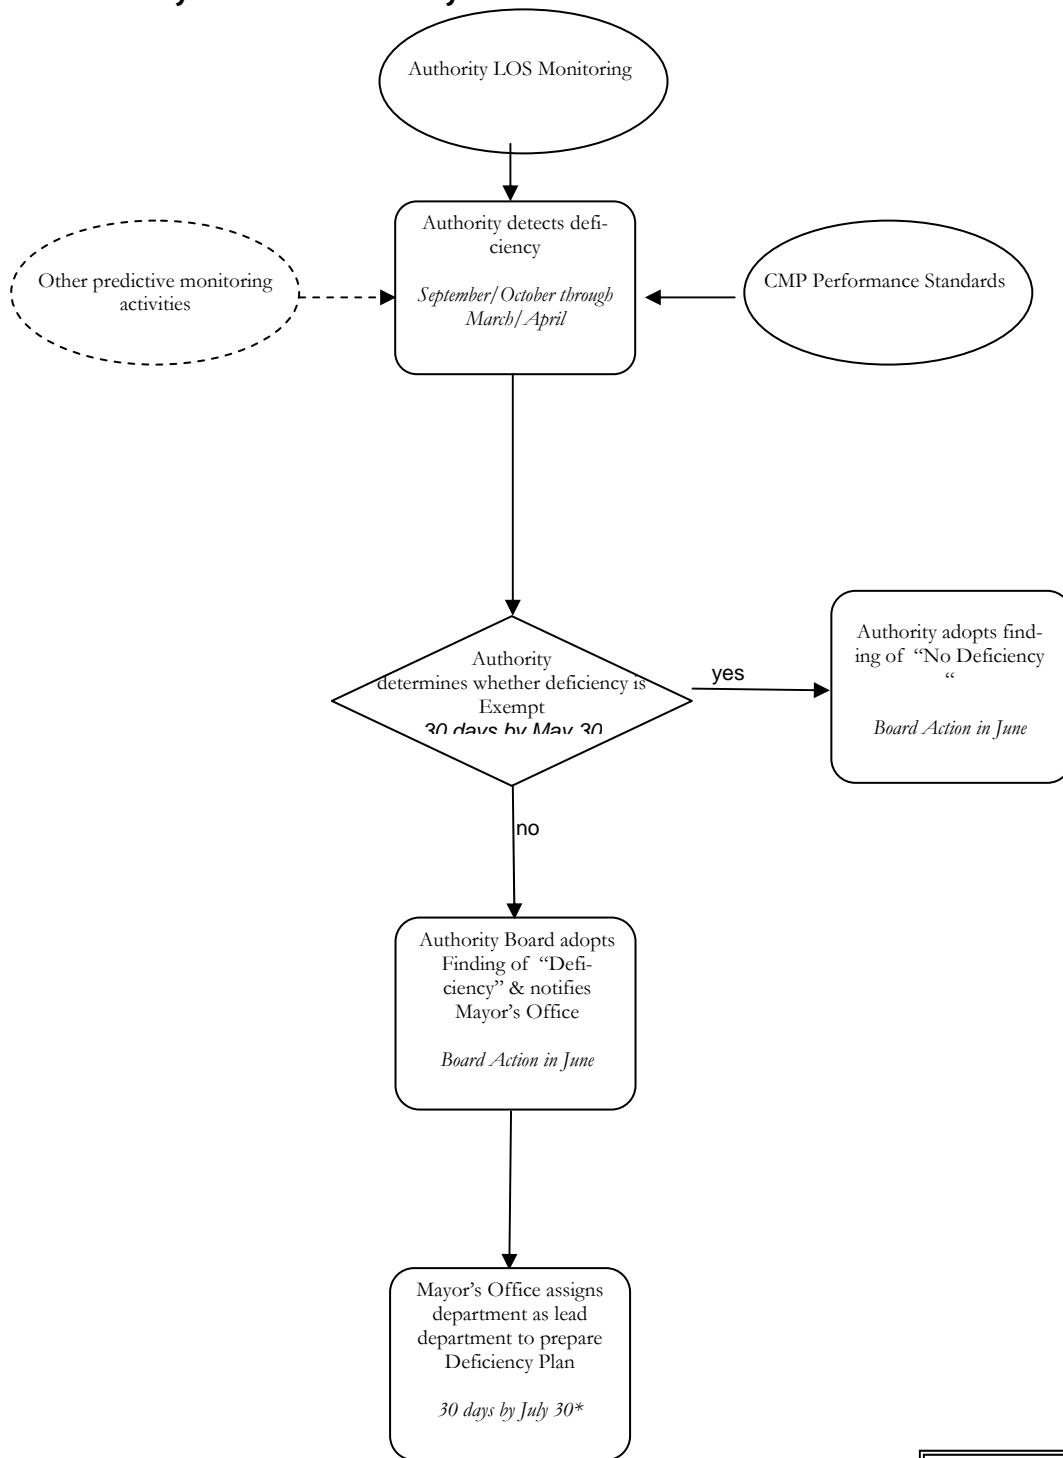 Authority LOS Monitoring
Authority detects defi-
ciency
September/October through
March/April
Other predictive monitoring
activities
CMP Performance Standards
Authority
determines whether deficiency is
Exempt
30 days by May 30
yes
Authority adopts find-
ing of “No Deficiency
“
Board Action in June
no
Authority Board adopts
Finding of “Defi-
ciency” & notifies
Mayor’s Office
Board Action in June
Mayor’s Office assigns
department as lead
department to prepare
Deficiency Plan
30 days by July 30*